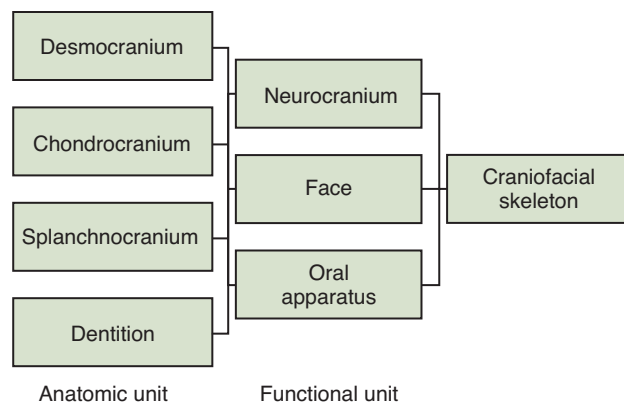 Desmocranium
Chondrocranium
Splanchnocranium
Dentition
Anatomic unit
Neurocranium
Face
Oral
apparatus
Functional unit
Craniofacial
skeleton